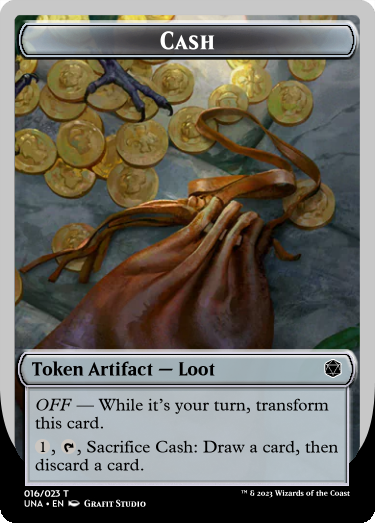 CASH
Token Artifact — Loot
OFF — While it's your turn, transform
this card.
1, T, Sacrifice Cash: Draw a card, then
discard a card.
016/023 T
UNA • EN GRAFIT STUDIO
™ & 2023 Wizards of the Coast